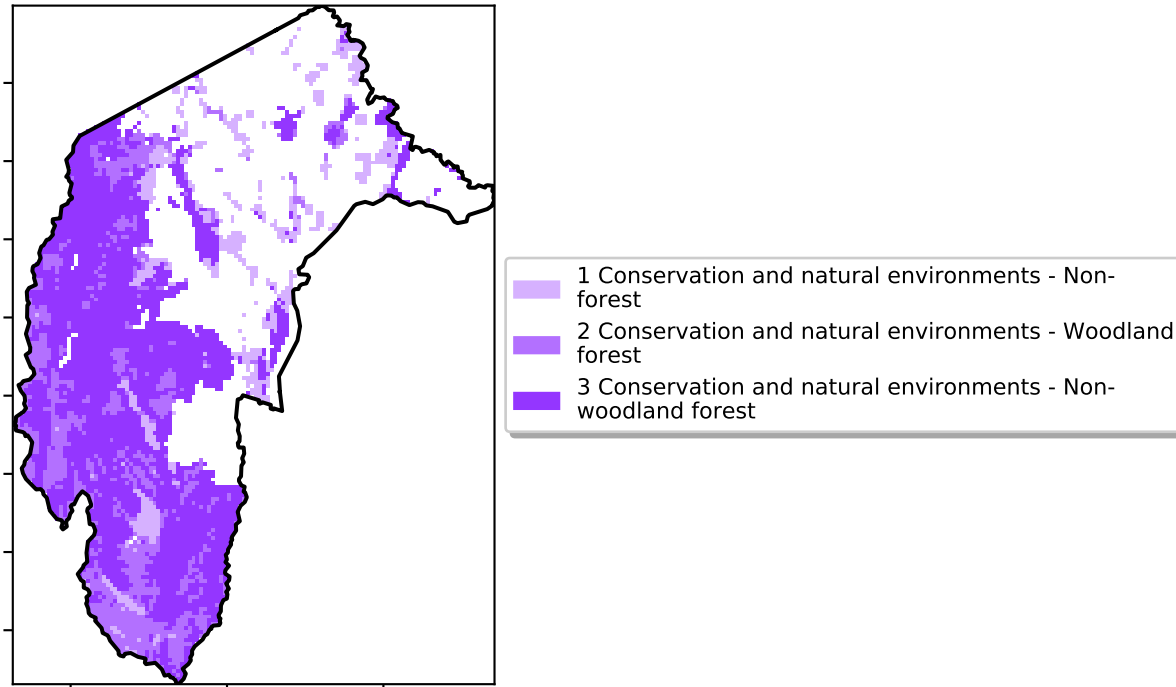 1 Conservation and natural environments - Non-
forest
2 Conservation and natural environments - Woodland
forest
3 Conservation and natural environments - Non-
woodland forest